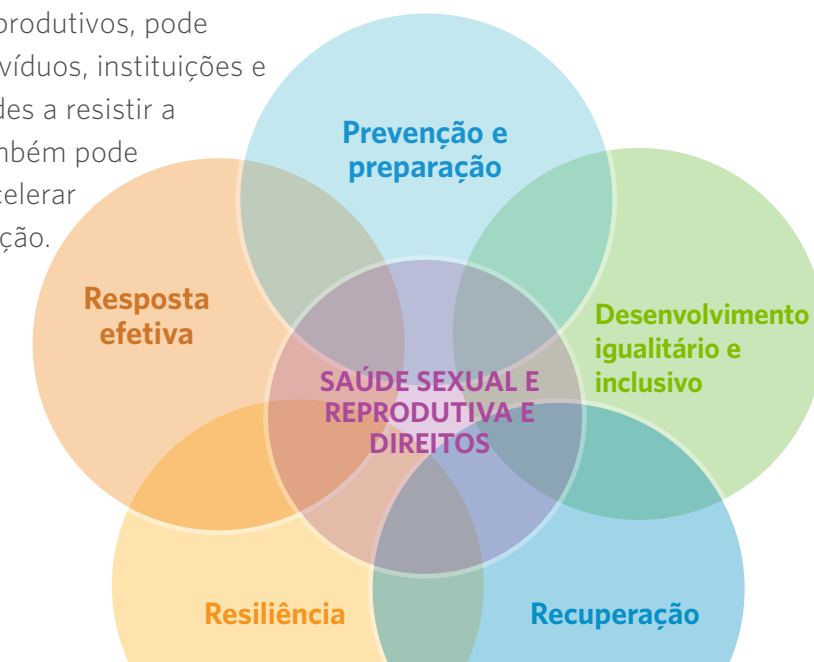 produtivos, pode
víduos, instituições e
des a resistir a
mbém pode
celerar
ção.
Prevenção e
preparação
Resposta
efetiva
Desenvolvimento
igualitário e
inclusivo
SAÚDE SEXUAL E
REPRODUTIVA E
DIREITOS
Resiliência
Recuperação